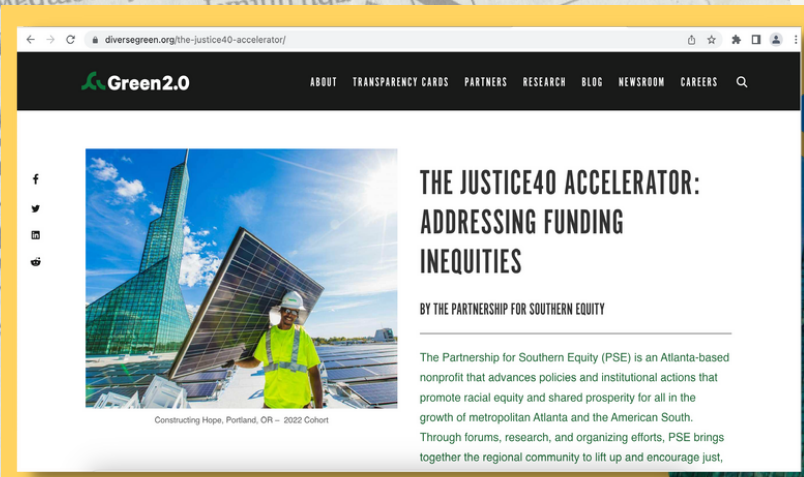 diversegreen.org/the-justice40-accelerator/
Green2.0
ABOUT TRANSPARENCY CARDS PARTNERS RESEARCH BLOG NEWSROOM CAREERS
THE JUSTICE40 ACCELERATOR:
ADDRESSING FUNDING
INEQUITIES
BY THE PARTNERSHIP FOR SOUTHERN EQUITY
The Partnership for Southern Equity (PSE) is an Atlanta-based
nonprofit that advances policies and institutional actions that
promote racial equity and shared prosperity for all in the
growth of metropolitan Atlanta and the American South.
Through forums, research, and organizing efforts, PSE brings
together the regional community to lift up and encourage just,
Constructing Hope, Portland, OR – 2022 Cohort